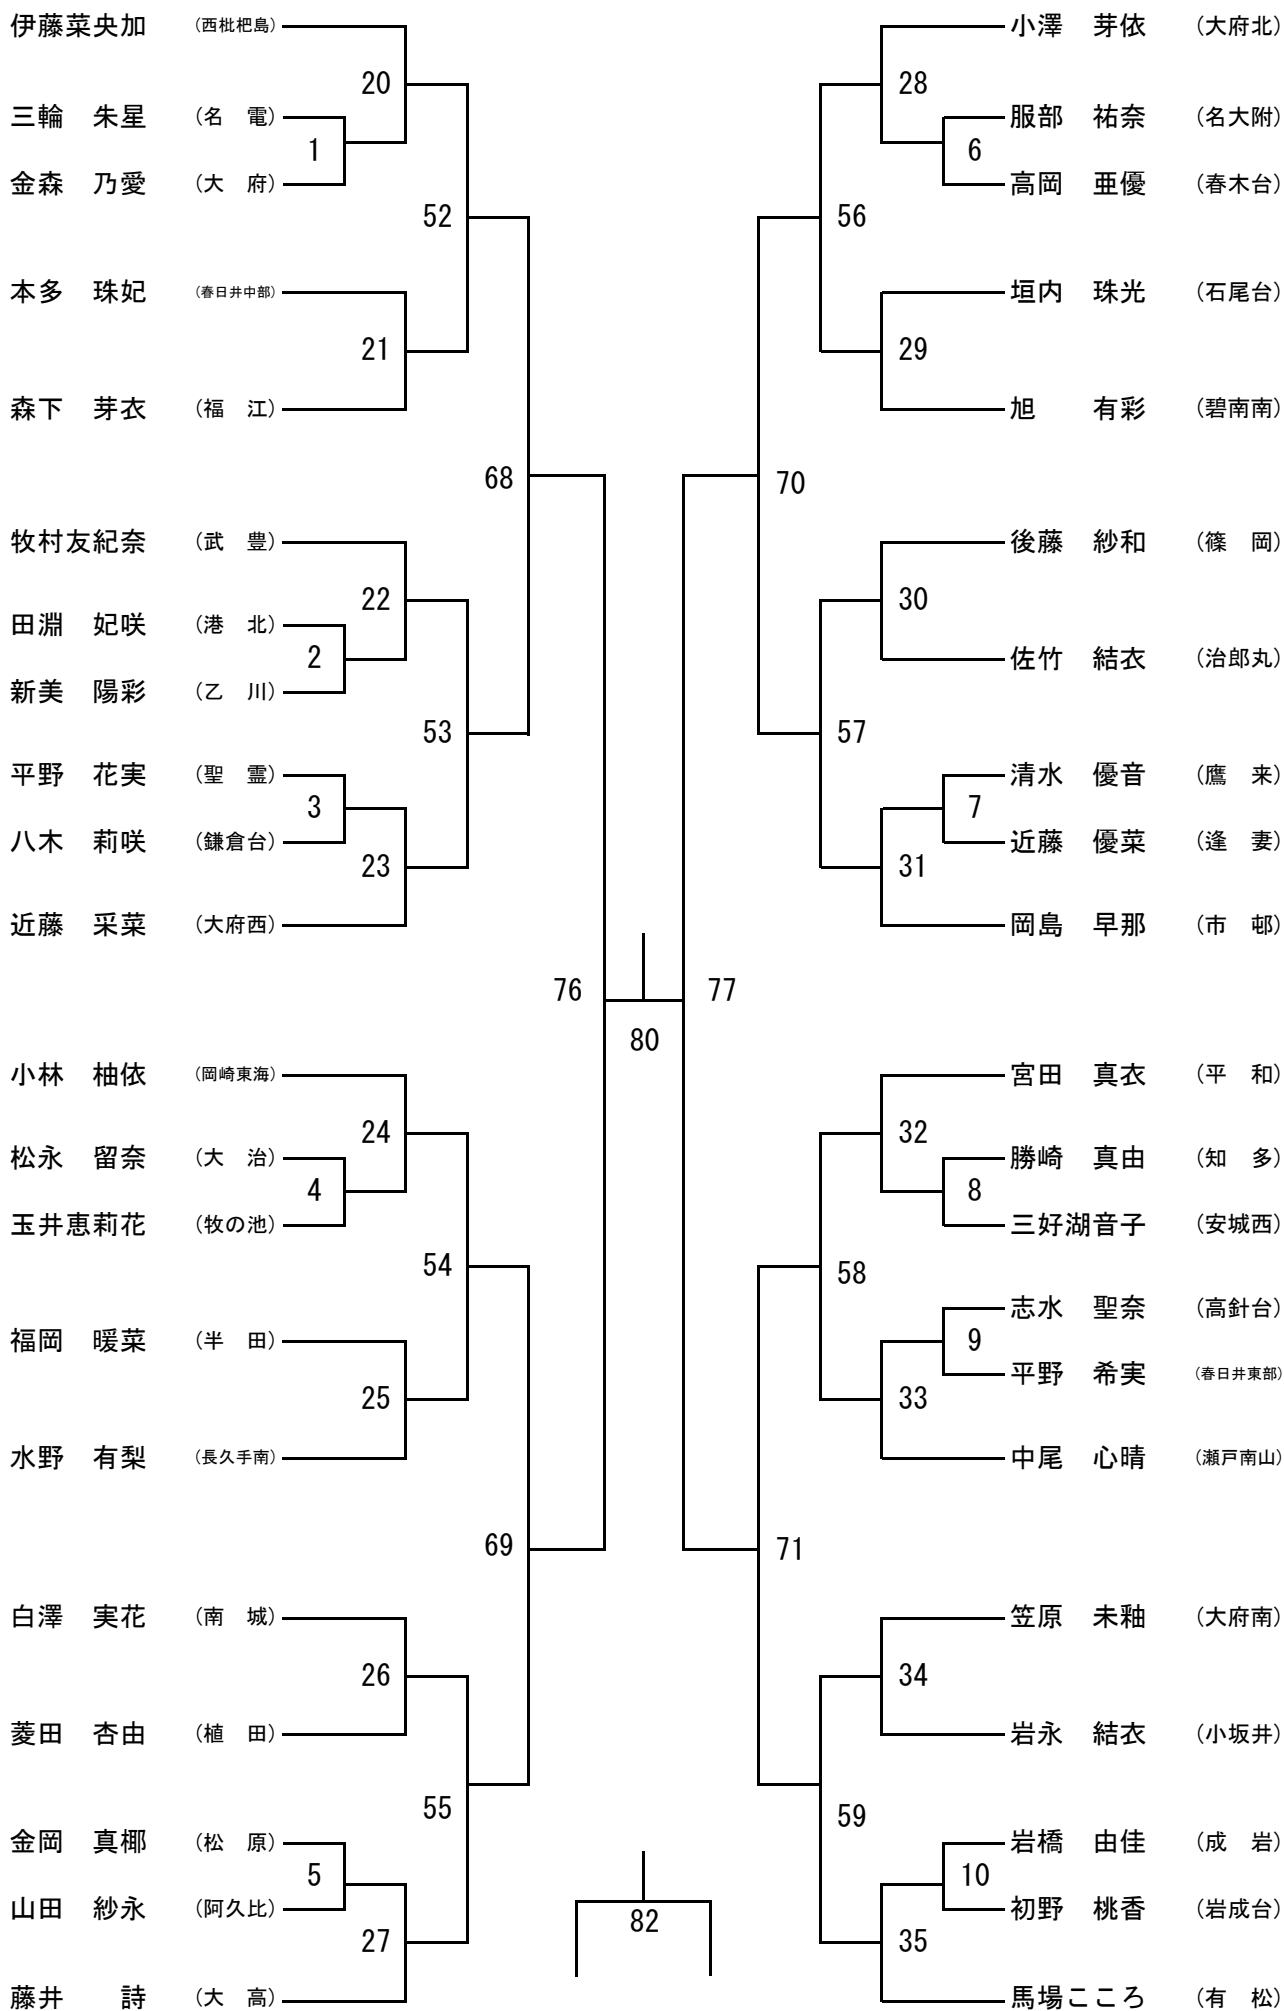 伊藤菜央加 (西枇杷島)
20
三輪 朱星 (名 電)
1
金森 乃愛 (大 府)
52
本多 珠妃 (春日井中部)
21
森下 芽衣 (福 江)
68
牧村友紀奈 (武 豊)
22
田淵 妃咲 (港 北)
2
新美 陽彩 (乙 川)
53
平野 花実 (聖 霊)
3
八木 莉咲 (鎌倉台)
23
近藤 采菜 (大府西)
76
小林 柚依 (岡崎東海)
24
松永 留奈 (大 治)
4
玉井恵莉花 (牧の池)
54
福岡 暖菜 (半 田)
25
水野 有梨 (長久手南)
69
白澤 実花 (南 城)
26
菱田 杏由 (植 田)
55
金岡 真椰 (松 原)
5
山田 紗永 (阿久比)
27
藤井 詩 (大 高)
80
82
小澤 芽依 (大府北)
28
服部 祐奈 (名大附)
6
高岡 亜優 (春木台)
56
垣内 珠光 (石尾台)
29
旭 有彩 (碧南南)
70
後藤 紗和 (篠 岡)
30
佐竹 結衣 (治郎丸)
57
清水 優音 (鷹 来)
7
近藤 優菜 (逢 妻)
31
岡島 早那 (市 邨)
77
宮田 真衣 (平 和)
32
勝崎 真由 (知 多)
8
三好湖音子 (安城西)
58
志水 聖奈 (高針台)
9
平野 希実 (春日井東部)
33
中尾 心晴 (瀬戸南山)
71
笠原 未釉 (大府南)
34
岩永 結衣 (小坂井)
59
岩橋 由佳 (成 岩)
10
初野 桃香 (岩成台)
35
馬場こころ (有 松)